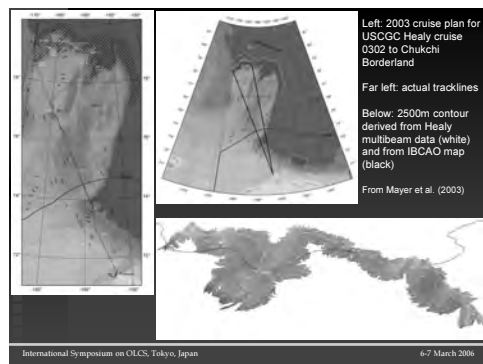 Left: 2003 cruise plan for
USCGC Healy cruise
0302 to Chukchi
Borderland
Far left: actual tracklines
Below: 2500m contour
derived from Healy
multibeam data (white)
and from IBCAO map
(black)
From Mayer et al. (2003)
International Symposium on OLCS, Tokyo, Japan
6-7 March 2006